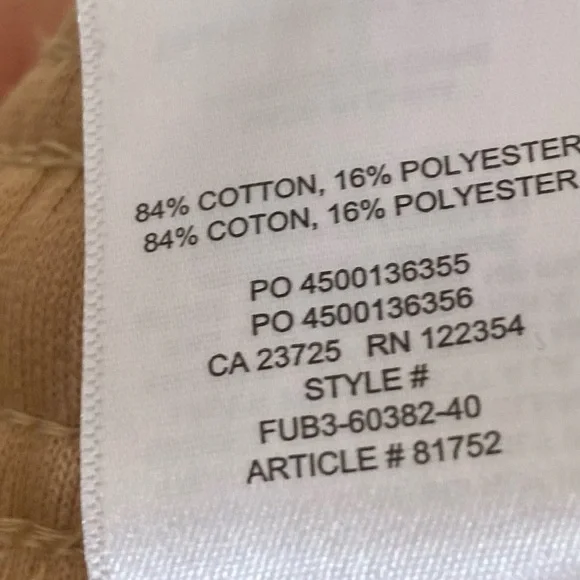 84% COTTON, 16% POLYESTER
84% COTON, 16% POLYESTER
PO 4500136355
PO 4500136356
CA 23725 RN 122354
STYLE #
FUB3-60382-40
ARTICLE # 81752